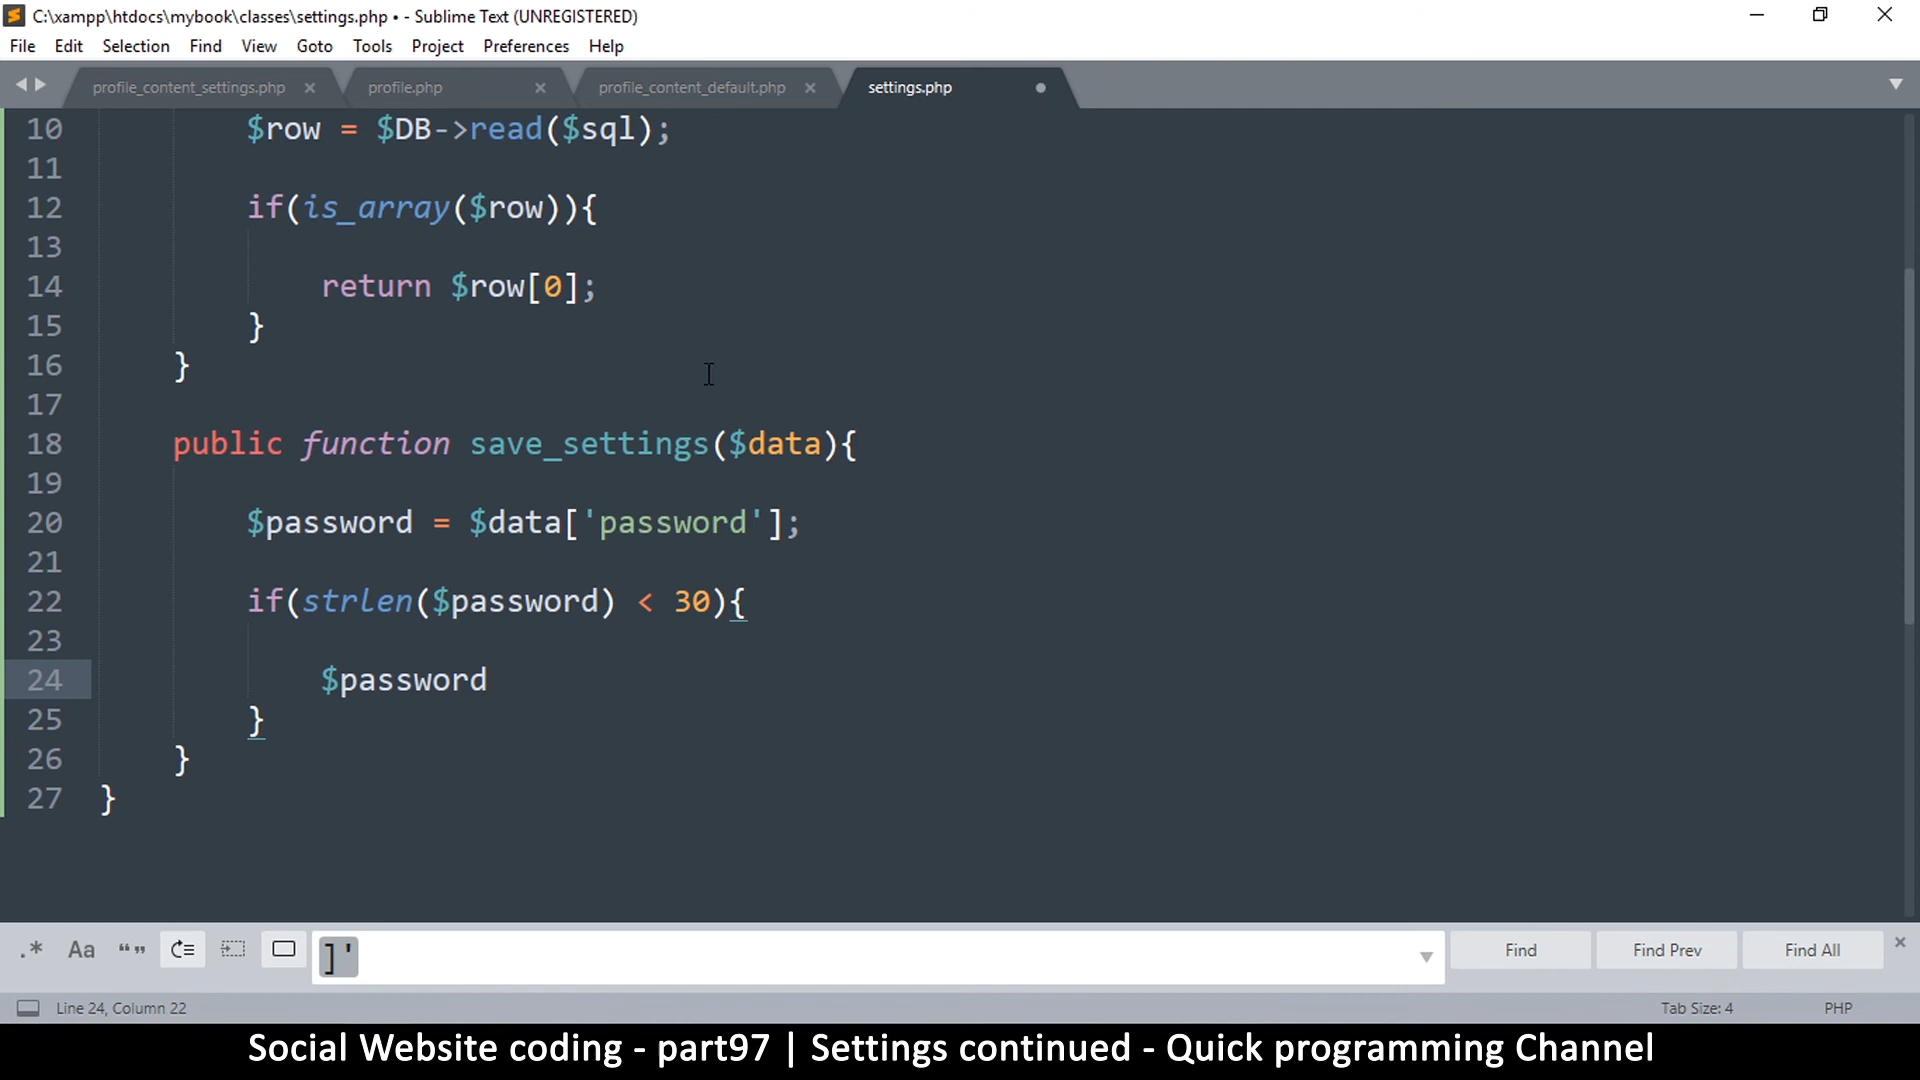 C:\xampp\htdocs\mybook\classes\settings.php • - Sublime Text (UNREGISTERED)
File Edit Selection Find View Goto Tools Project Preferences Help
profile_content_settings.php profile.php profile_content_default.php settings.php
10 $row = $DB->read($sql);
11
12 if(is_array($row)){
13
14 return $row[0];
15 }
16 }
17
18 public function save_settings($data){
19
20 $password = $data['password'];
21
22 if(strlen($password) < 30){
23
24 $password
25 }
26 }
27 }
.* Aa “” ]' Find Find Prev Find All
Line 24, Column 22 Tab Size: 4 PHP
Social Website coding - part97 | Settings continued - Quick programming Channel